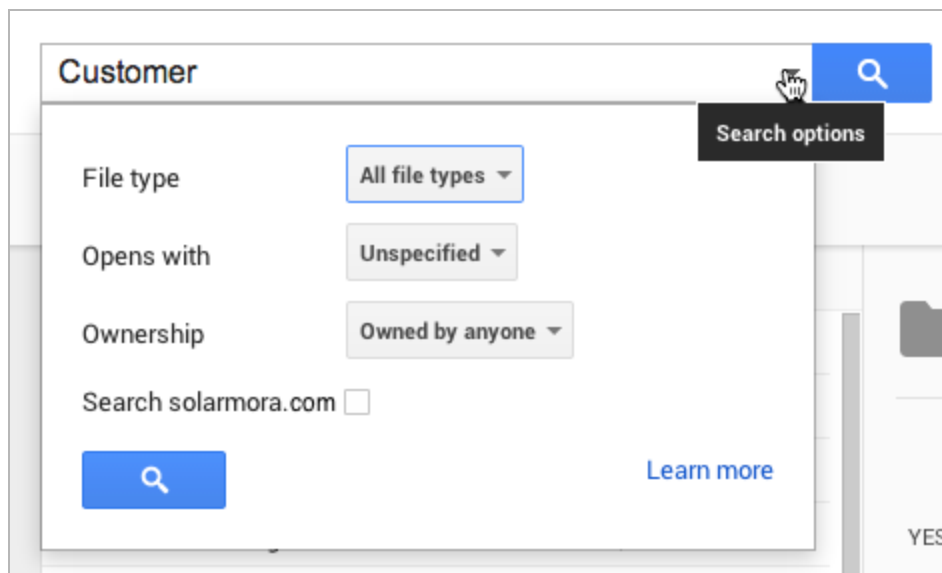 Customer
Search options
File type All file types
Opens with Unspecified
Ownership Owned by anyone
Search solarmora.com
Learn more